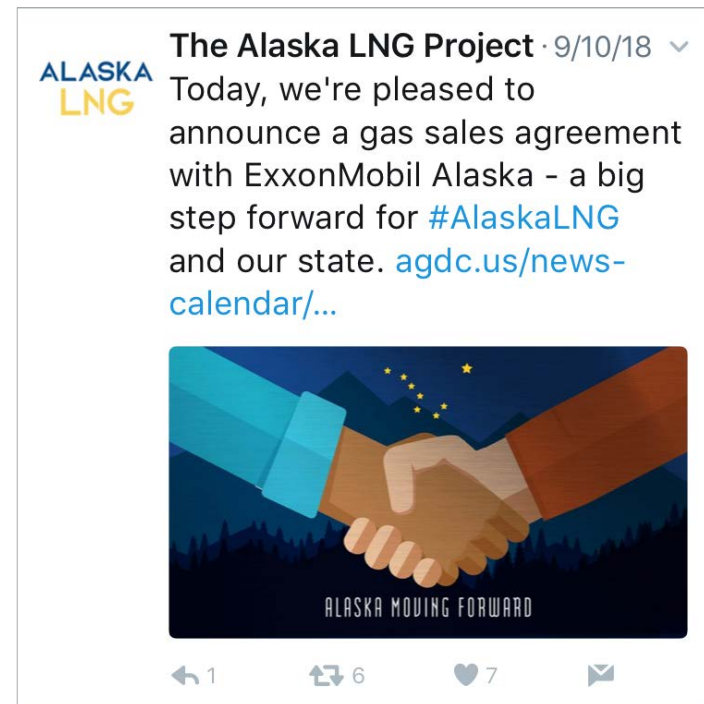 ALASKA
LNG
The Alaska LNG Project · 9/10/18
Today, we're pleased to
announce a gas sales agreement
with ExxonMobil Alaska - a big
step forward for #AlaskaLNG
and our state. agdc.us/news-
calendar/...
ALASKA MOVING FORWARD
1 6 7